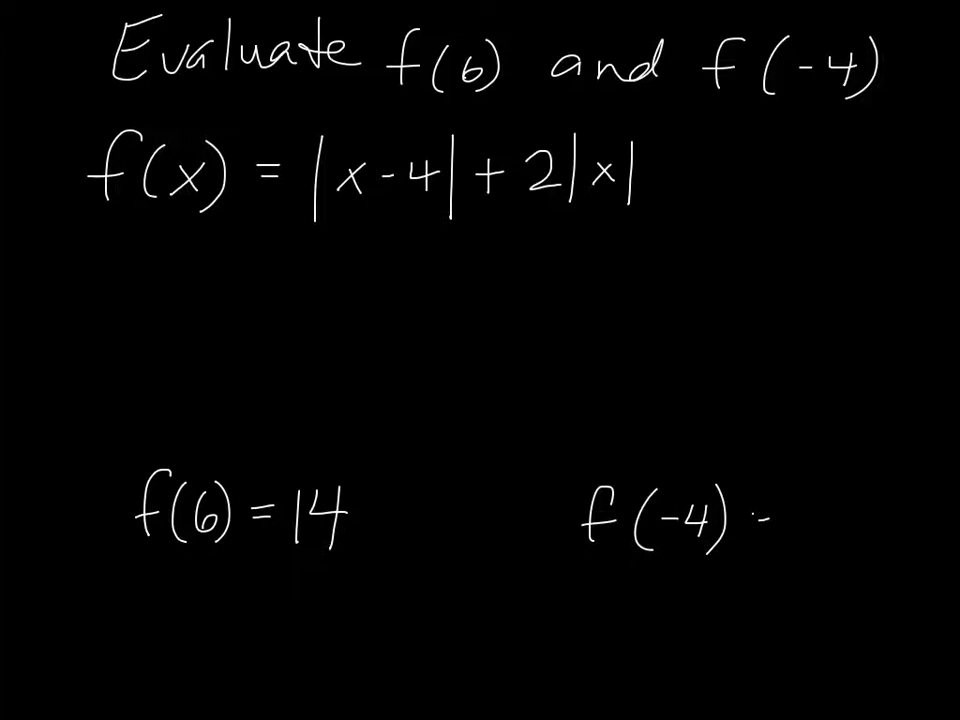 Evaluate f(6) and f(-4)
f(x) = |x-4| + 2|x|
f(6) = 14
f(-4) =